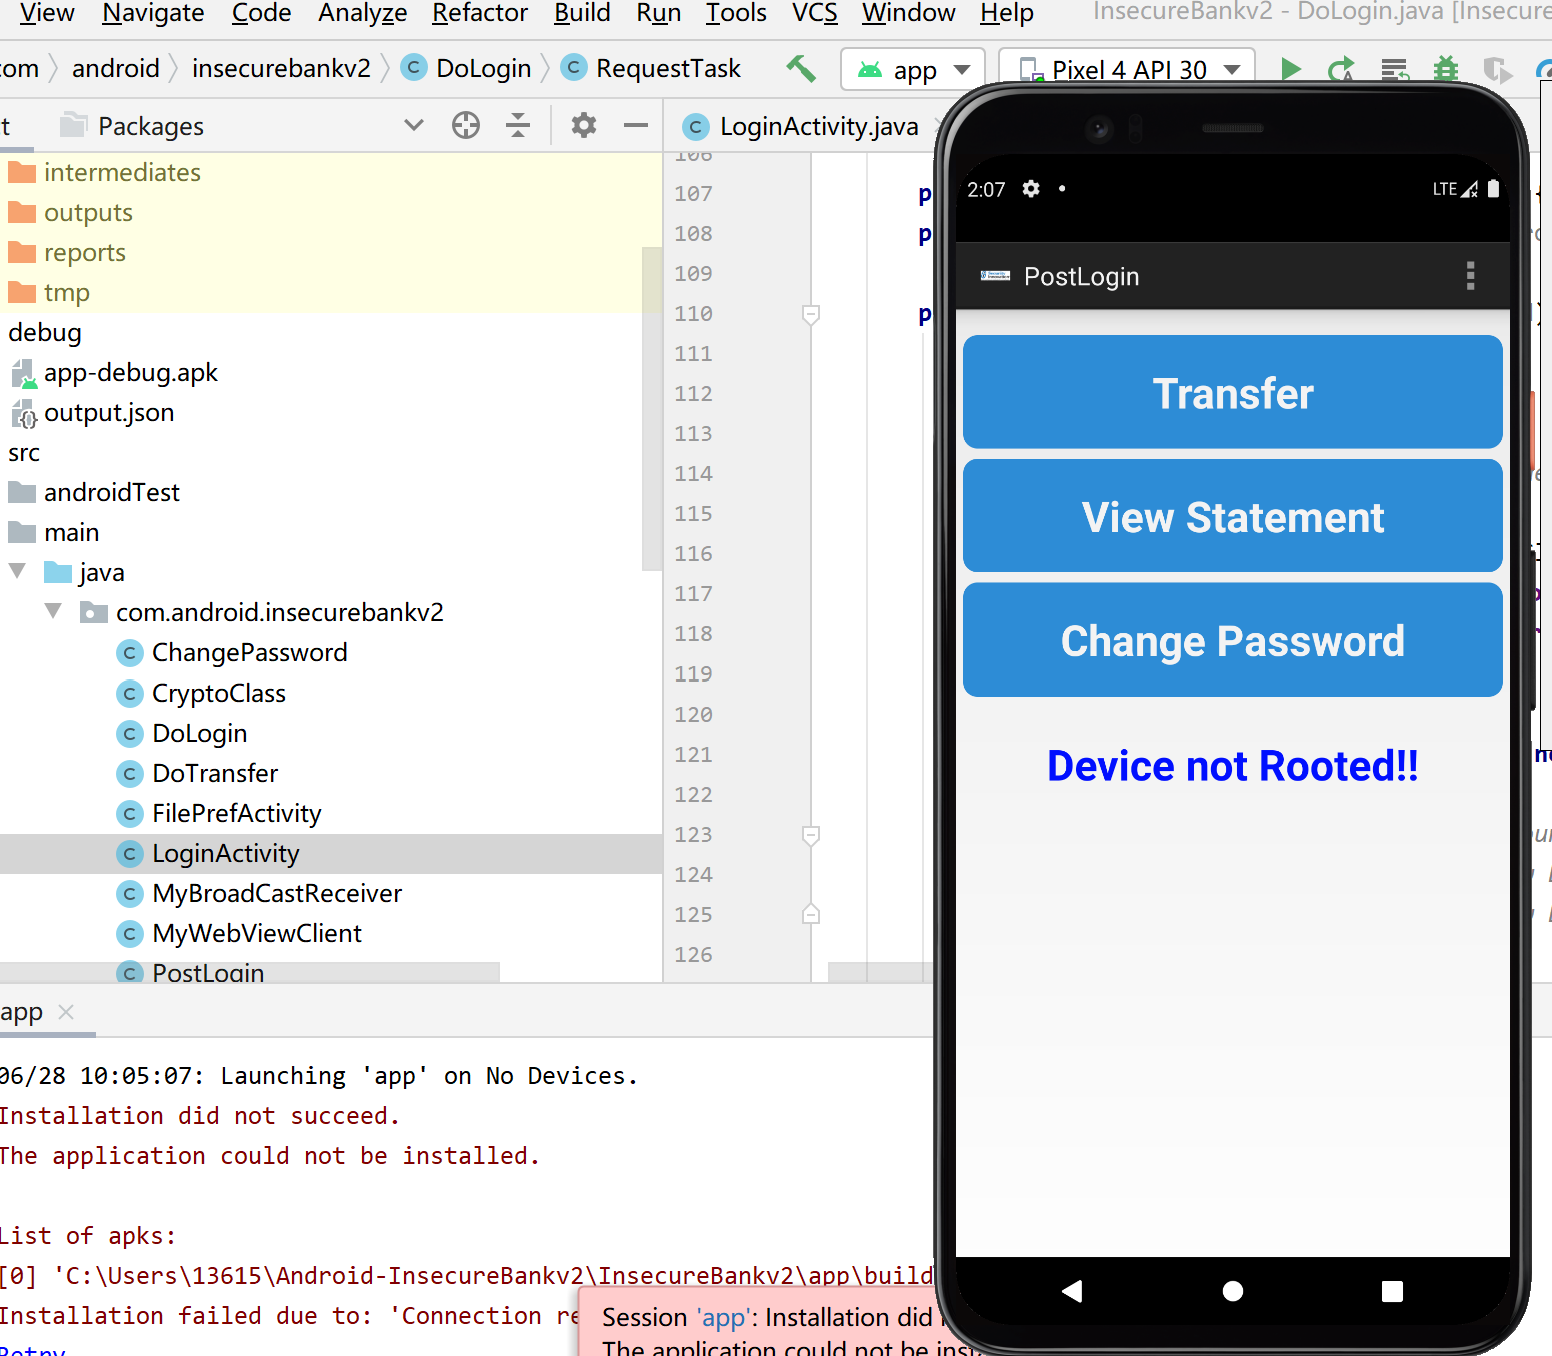 View Navigate Code Analyze Refactor Build Run Tools VCS Window Help InsecureBankv2 - DoLogin.java [Insecure
com android insecurebankv2 DoLogin RequestTask app Pixel 4 API 30
t Packages
LoginActivity.java
intermediates
outputs
reports
tmp
debug
app-debug.apk
output.json
src
androidTest
main
java
com.android.insecurebankv2
ChangePassword
CryptoClass
DoLogin
DoTransfer
FilePrefActivity
LoginActivity
MyBroadCastReceiver
MyWebViewClient
PostLogin
106
107 p
108 p
109
110 p
111
112
113
114
115
116
117
118
119
120
121
122
123
124
125
126
2:07 LTE
PostLogin
Transfer
View Statement
Change Password
Device not Rooted!!
app
06/28 10:05:07: Launching 'app' on No Devices.
Installation did not succeed.
The application could not be installed.
List of apks:
[0] 'C:\Users\13615\Android-InsecureBankv2\InsecureBankv2\app\build
Installation failed due to: 'Connection re
Retry
Session 'app': Installation did
The application could not be inst